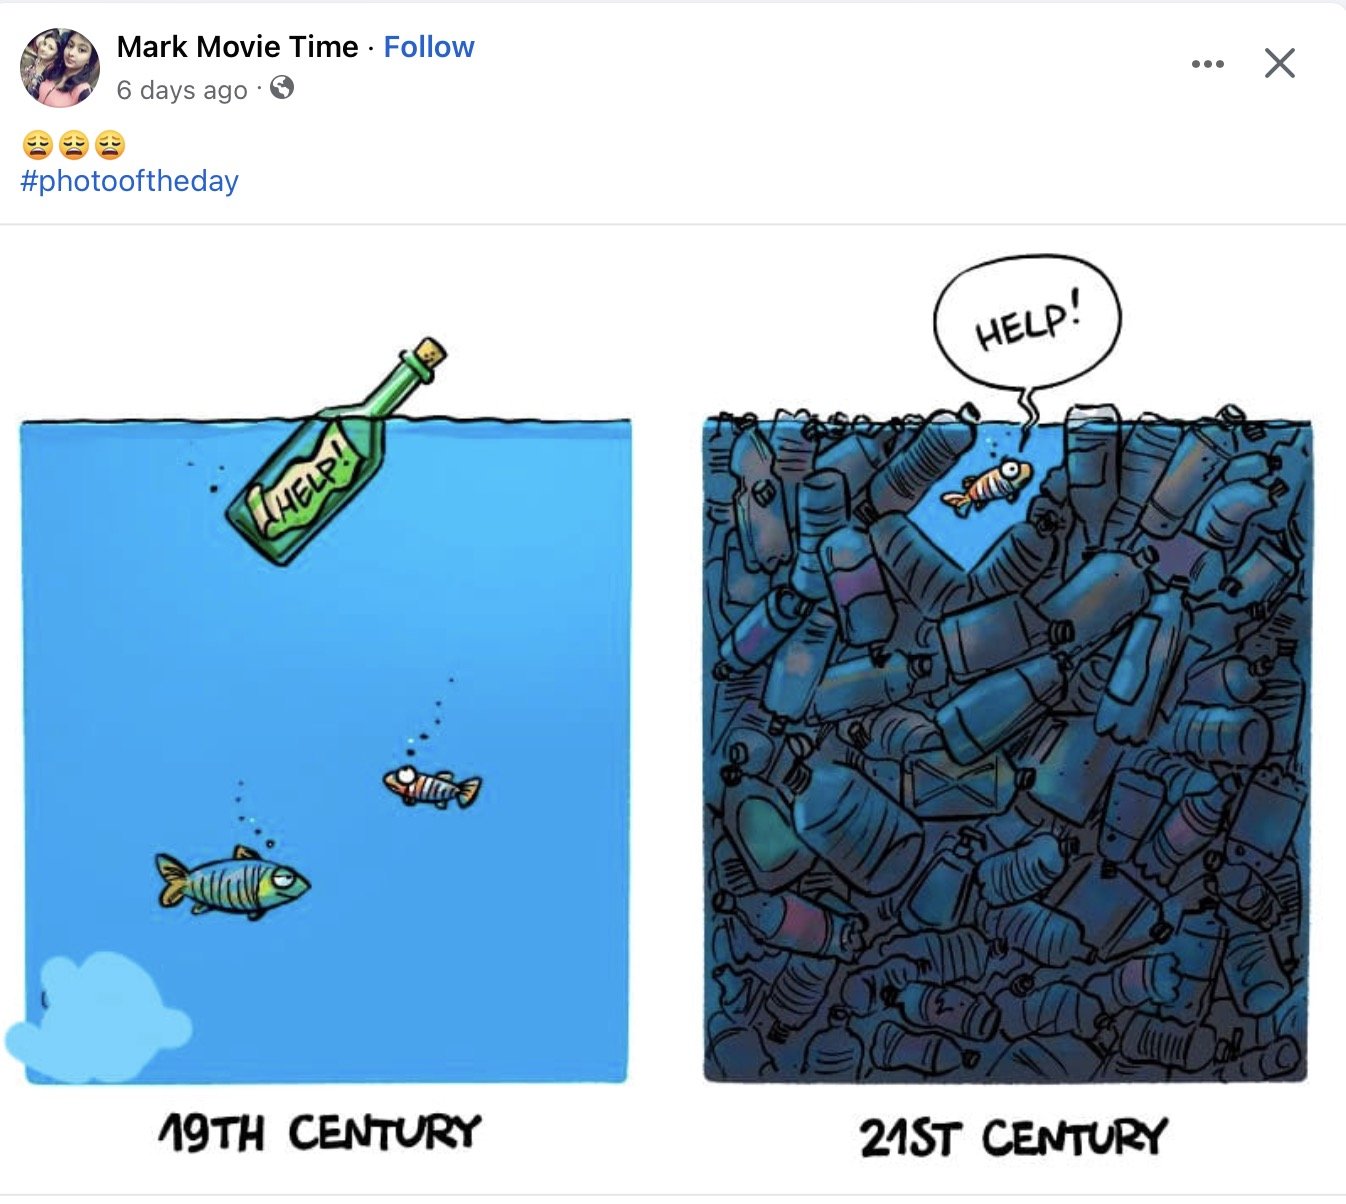 Mark Movie Time · Follow
6 days ago ·
😩😩😩
#photooftheday
HELP!
HELP!
19TH CENTURY
21ST CENTURY